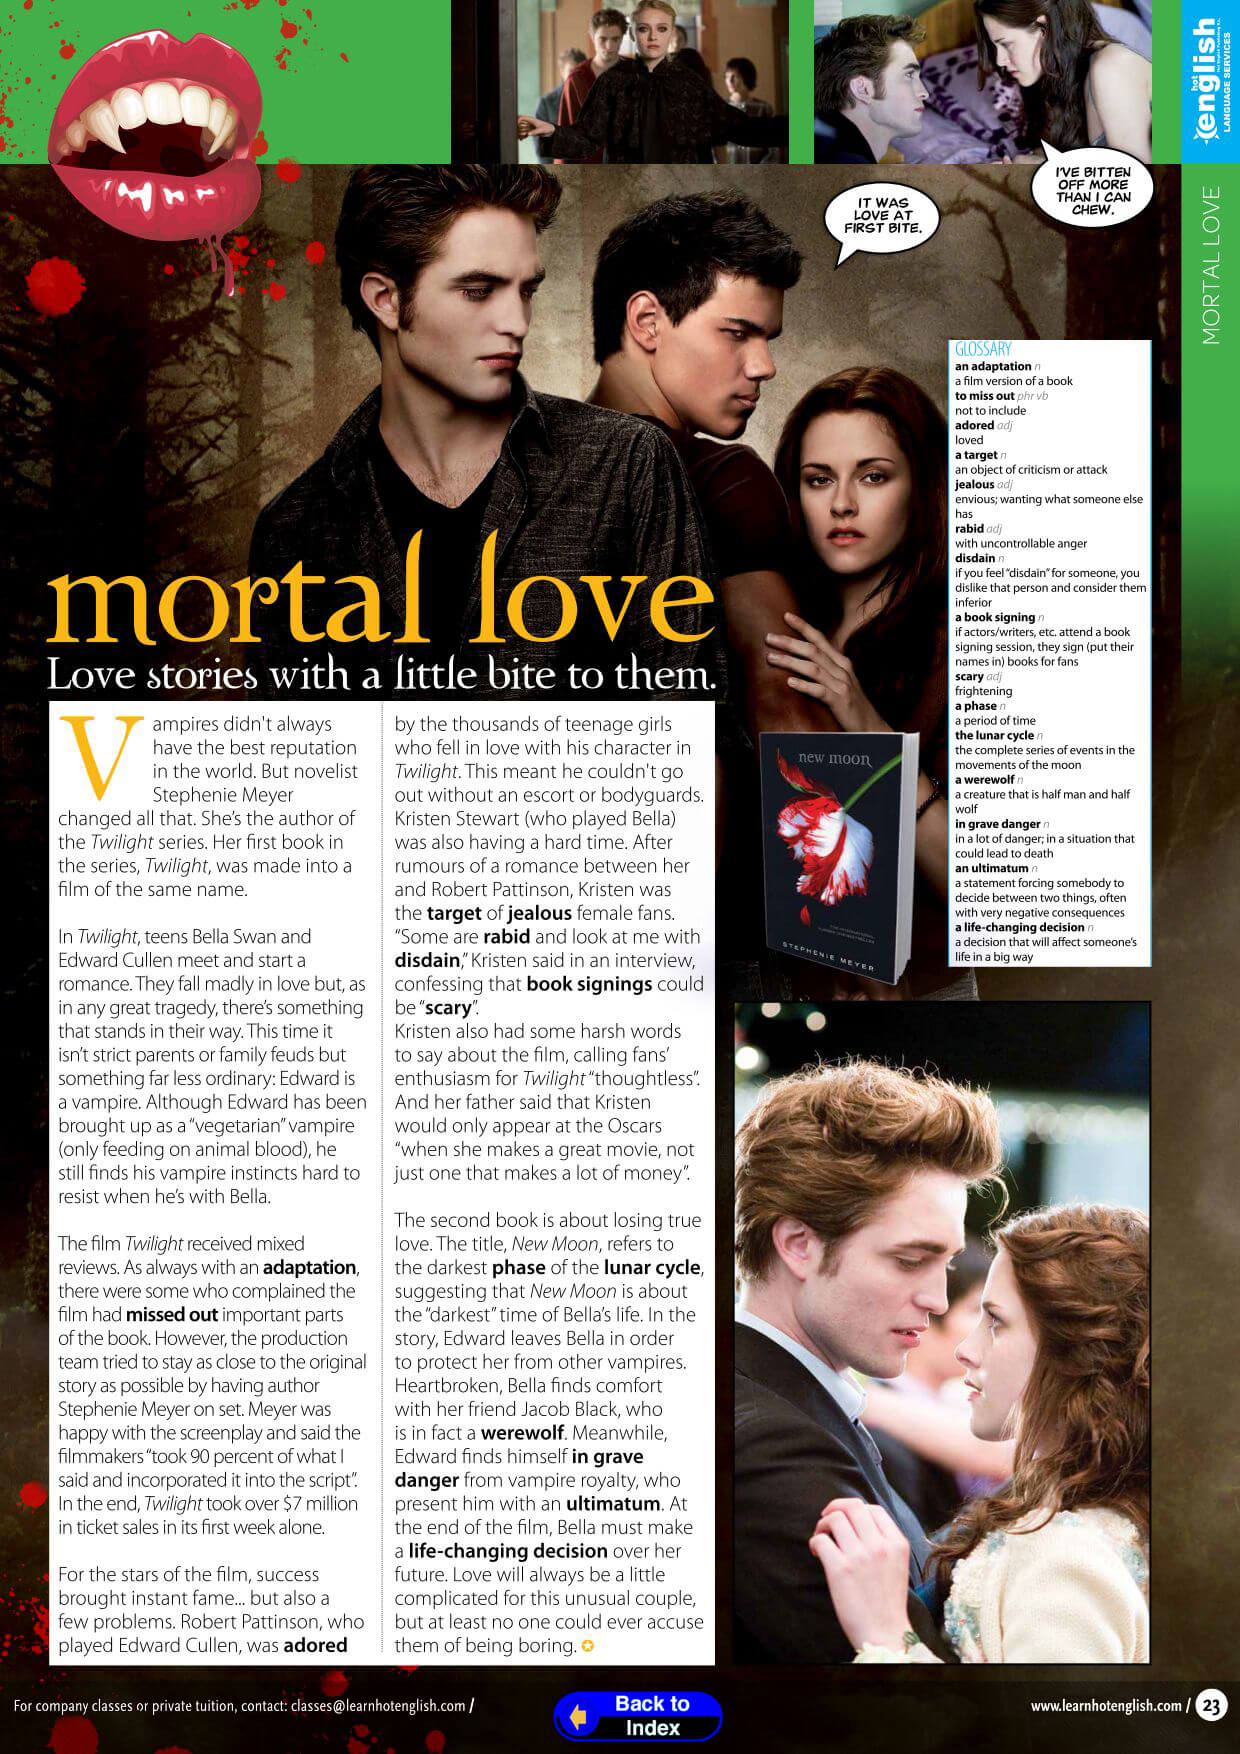 hot
english
LANGUAGE SERVICES
MORTAL LOVE
I'VE BITTEN
OFF MORE
THAN I CAN
CHEW.
IT WAS
LOVE AT
FIRST BITE.
mortal love
Love stories with a little bite to them.
Vampires didn't always
have the best reputation
in the world. But novelist
Stephenie Meyer
changed all that. She's the author of
the Twilight series. Her first book in
the series, Twilight, was made into a
film of the same name.
In Twilight, teens Bella Swan and
Edward Cullen meet and start a
romance. They fall madly in love but, as
in any great tragedy, there's something
that stands in their way. This time it
isn't strict parents or family feuds but
something far less ordinary: Edward is
a vampire. Although Edward has been
brought up as a "vegetarian" vampire
(only feeding on animal blood), he
still finds his vampire instincts hard to
resist when he's with Bella.
The film Twilight received mixed
reviews. As always with an adaptation,
there were some who complained the
film had missed out important parts
of the book. However, the production
team tried to stay as close to the original
story as possible by having author
Stephenie Meyer on set. Meyer was
happy with the screenplay and said the
filmmakers "took 90 percent of what I
said and incorporated it into the script".
In the end, Twilight took over $7 million
in ticket sales in its first week alone.
For the stars of the film, success
brought instant fame... but also a
few problems. Robert Pattinson, who
played Edward Cullen, was adored
by the thousands of teenage girls
who fell in love with his character in
Twilight. This meant he couldn't go
out without an escort or bodyguards.
Kristen Stewart (who played Bella)
was also having a hard time. After
rumours of a romance between her
and Robert Pattinson, Kristen was
the target of jealous female fans.
"Some are rabid and look at me with
disdain," Kristen said in an interview,
confessing that book signings could
be "scary".
Kristen also had some harsh words
to say about the film, calling fans'
enthusiasm for Twilight "thoughtless".
And her father said that Kristen
would only appear at the Oscars
"when she makes a great movie, not
just one that makes a lot of money".
The second book is about losing true
love. The title, New Moon, refers to
the darkest phase of the lunar cycle,
suggesting that New Moon is about
the "darkest" time of Bella's life. In the
story, Edward leaves Bella in order
to protect her from other vampires.
Heartbroken, Bella finds comfort
with her friend Jacob Black, who
is in fact a werewolf. Meanwhile,
Edward finds himself in grave
danger from vampire royalty, who
present him with an ultimatum. At
the end of the film, Bella must make
a life-changing decision over her
future. Love will always be a little
complicated for this unusual couple,
but at least no one could ever accuse
them of being boring.
new moon
STEPHENIE MEYER
GLOSSARY
an adaptation n
a film version of a book
to miss out phr vb
not to include
adored adj
loved
a target n
an object of criticism or attack
jealous adj
envious; wanting what someone else
has
rabid adj
with uncontrollable anger
disdain n
if you feel "disdain" for someone, you
dislike that person and consider them
inferior
a book signing n
if actors/writers, etc. attend a book
signing session, they sign (put their
names in) books for fans
scary adj
frightening
a phase n
a period of time
the lunar cycle n
the complete series of events in the
movements of the moon
a werewolf n
a creature that is half man and half
wolf
in grave danger n
in a lot of danger; in a situation that
could lead to death
an ultimatum n
a statement forcing somebody to
decide between two things, often
with very negative consequences
a life-changing decision n
a decision that will affect someone's
life in a big way
For company classes or private tuition, contact: classes@learnhotenglish.com /
Back to
Index
www.learnhotenglish.com / 23